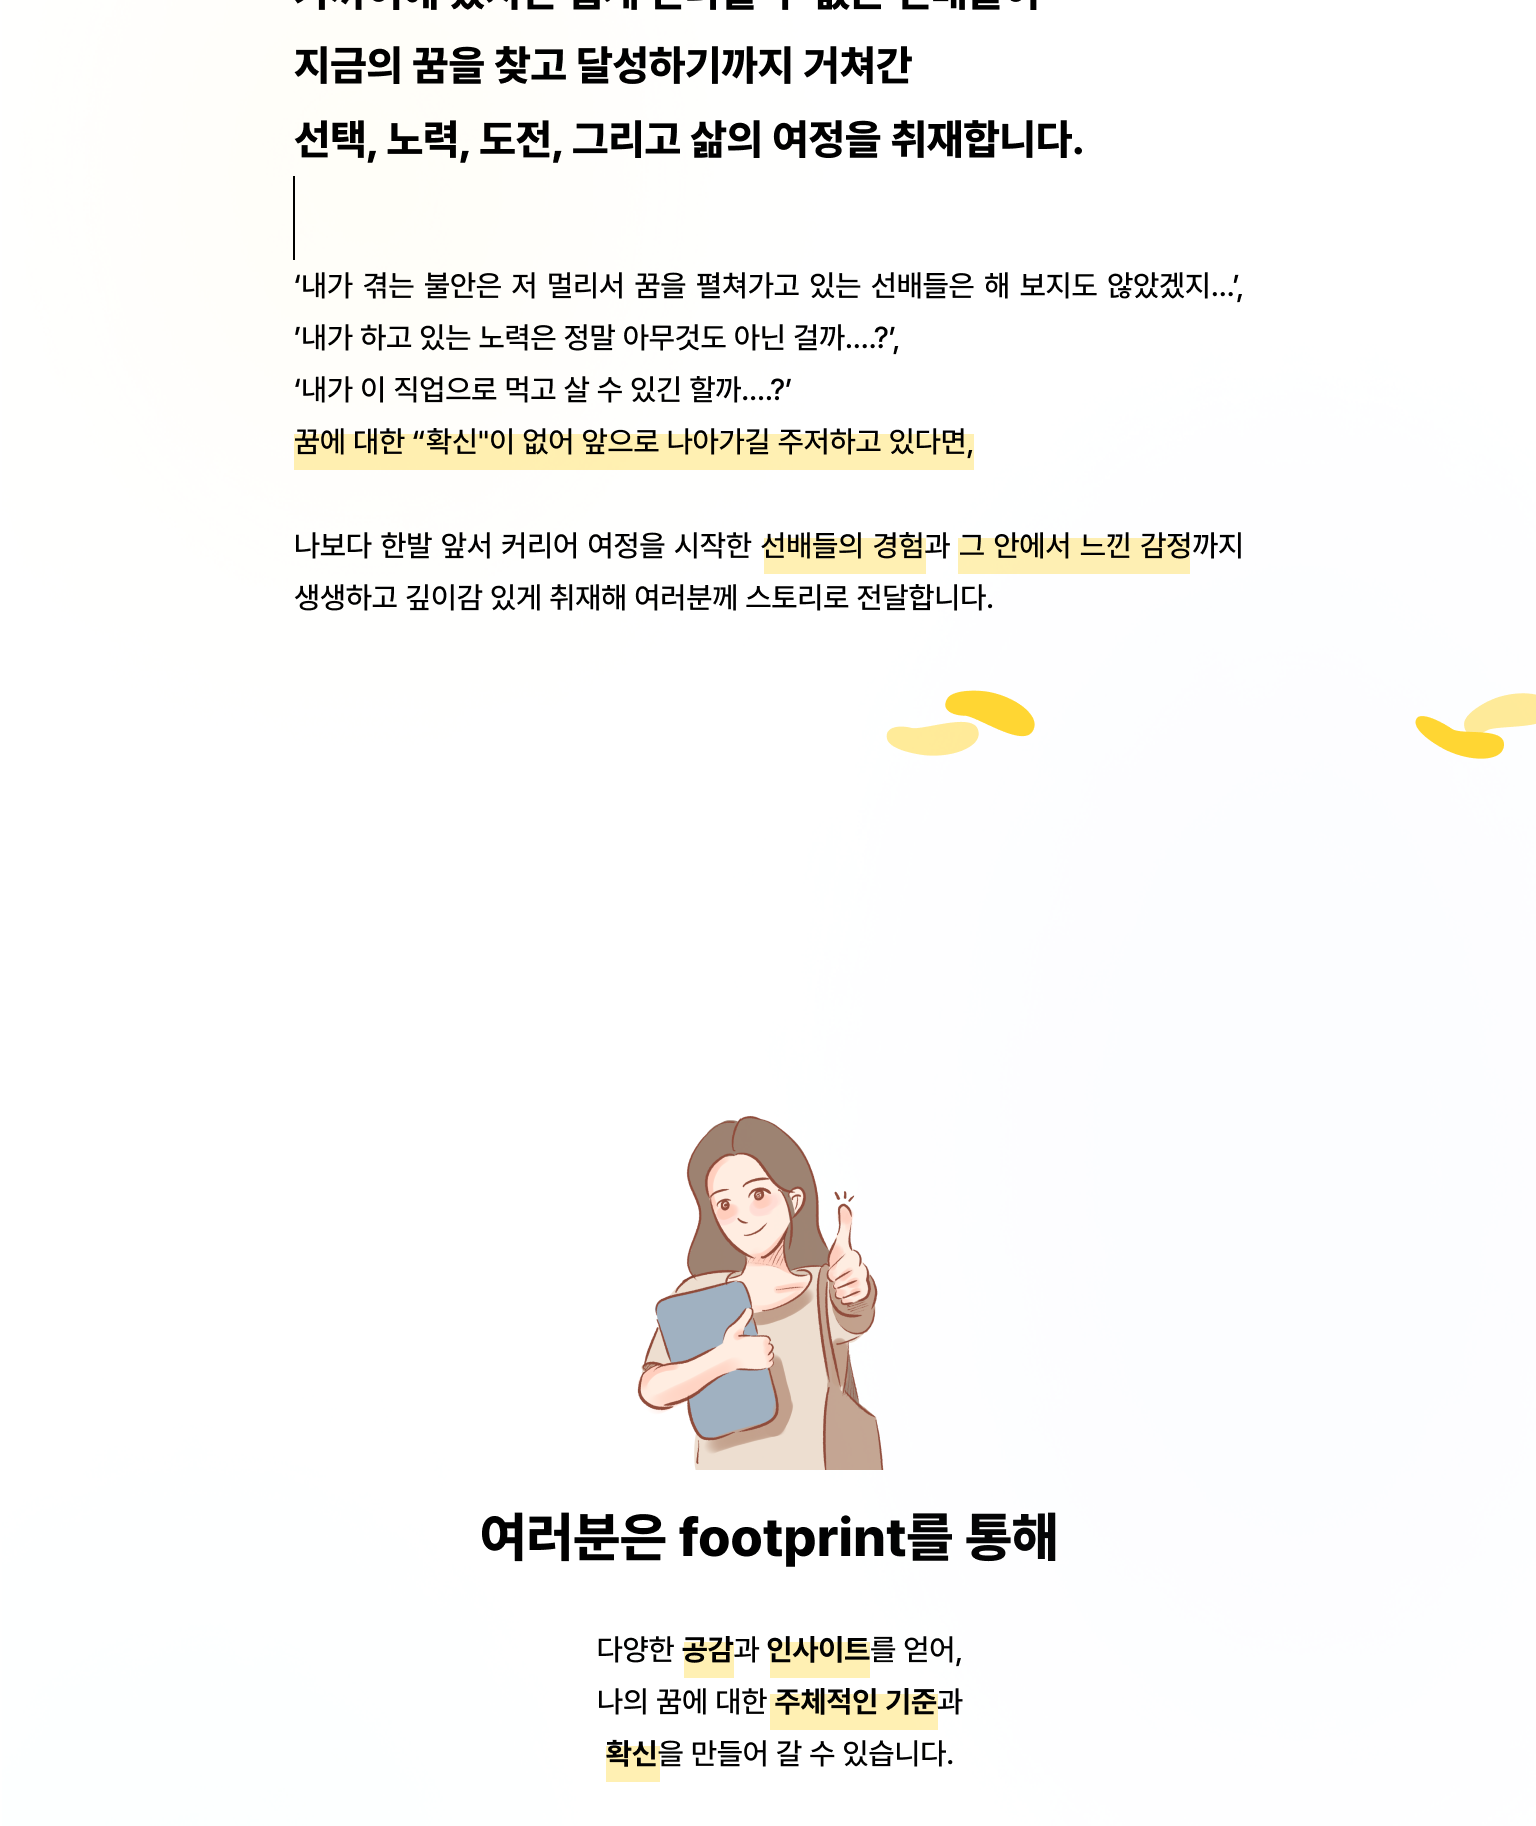 지금의 꿈을 찾고 달성하기까지 거쳐간
선택, 노력, 도전, 그리고 삶의 여정을 취재합니다.
‘내가 겪는 불안은 저 멀리서 꿈을 펼쳐가고 있는 선배들은 해 보지도 않았겠지...’,
’내가 하고 있는 노력은 정말 아무것도 아닌 걸까....?’,
‘내가 이 직업으로 먹고 살 수 있긴 할까....?’
꿈에 대한 “확신"이 없어 앞으로 나아가길 주저하고 있다면,
나보다 한발 앞서 커리어 여정을 시작한 선배들의 경험과 그 안에서 느낀 감정까지
생생하고 깊이감 있게 취재해 여러분께 스토리로 전달합니다.
여러분은 footprint를 통해
다양한 공감과 인사이트를 얻어,
나의 꿈에 대한 주체적인 기준과
확신을 만들어 갈 수 있습니다.